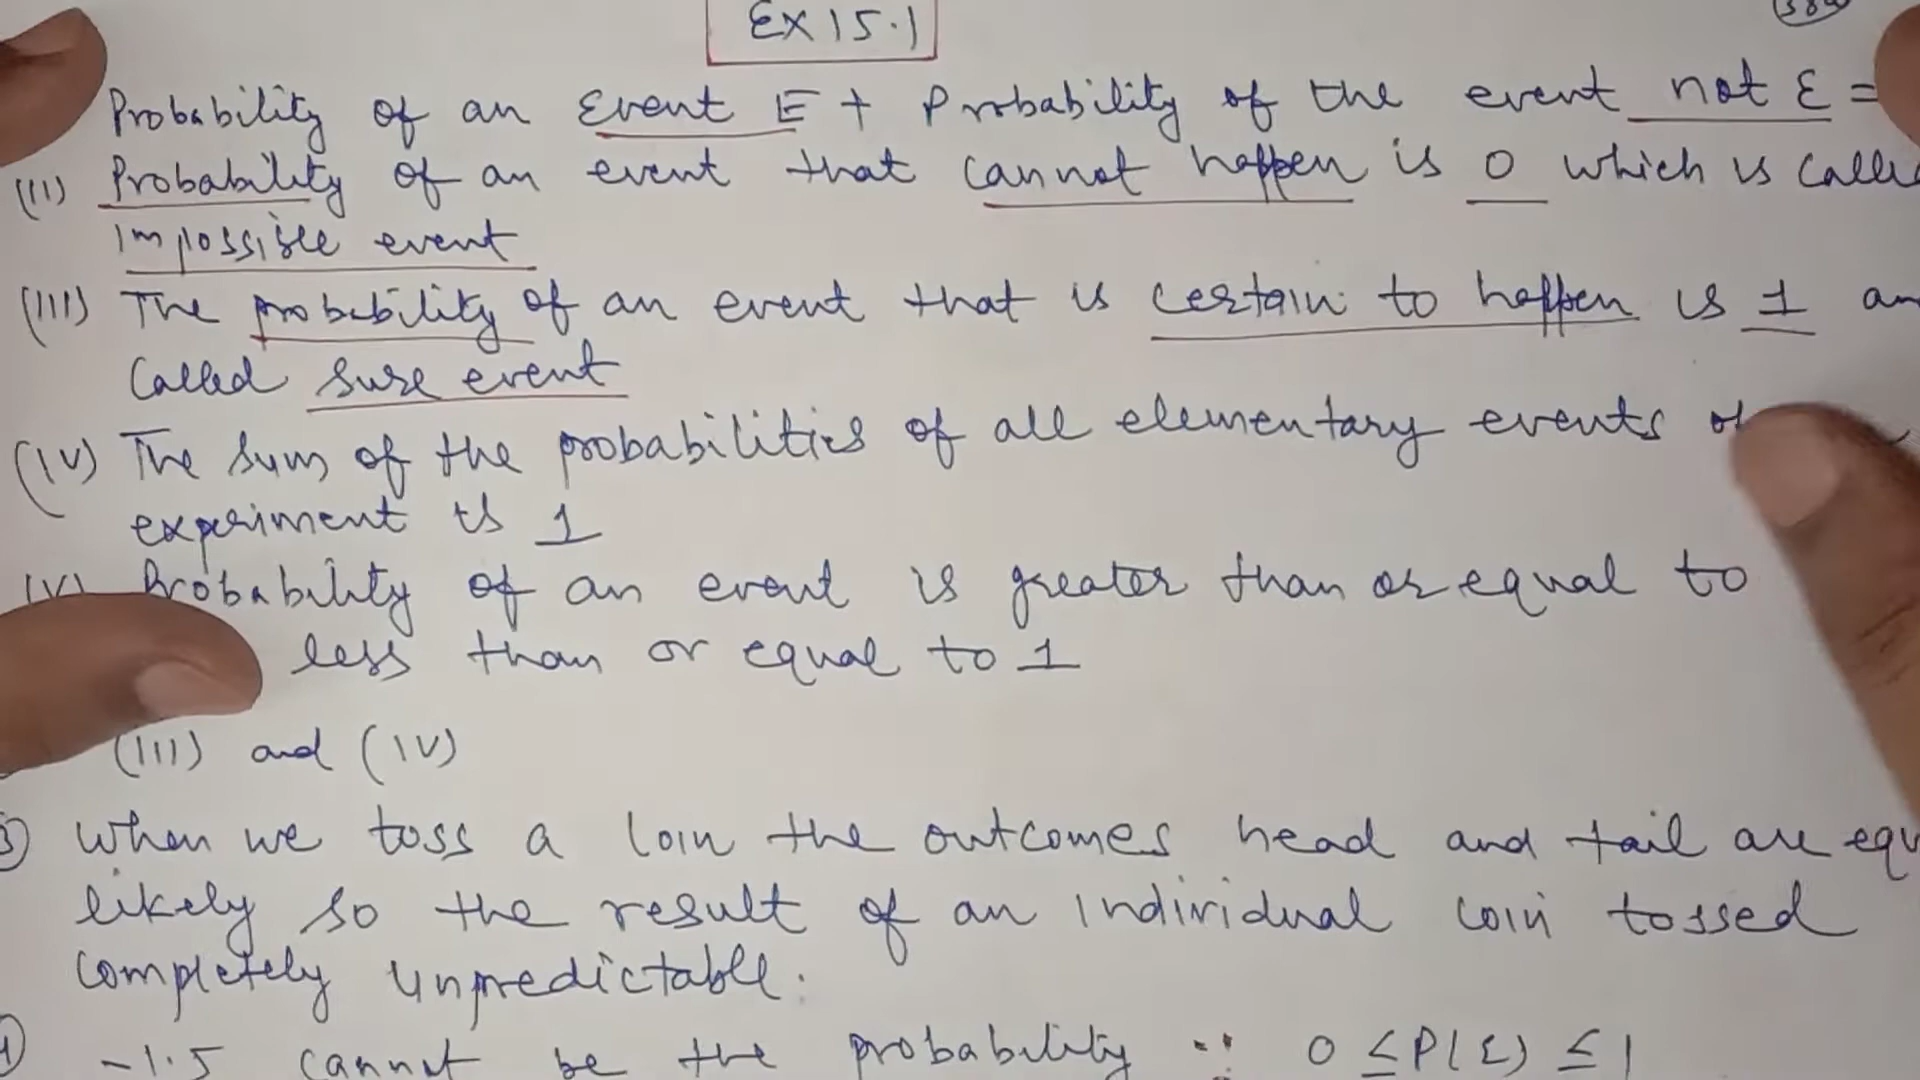 EX 15.1
Probability of an Event E + Probability of the event not E =
(II) Probability of an event that cannot happen is 0 which is calle
Impossible event
(III) The probability of an event that is certain to happen is 1 an
Called Sure event
(IV) The Sum of the probabilities of all elementary events of
experiment is 1
(V) Probability of an event is greater than or equal to
less than or equal to 1
(III) and (IV)
3 When we toss a Coin the outcomes head and tail are equ
likely so the result of an individual coin tossed
completely unpredictable.
-1.5 cannot be the probability ∵ 0 ≤ P(E) ≤ 1